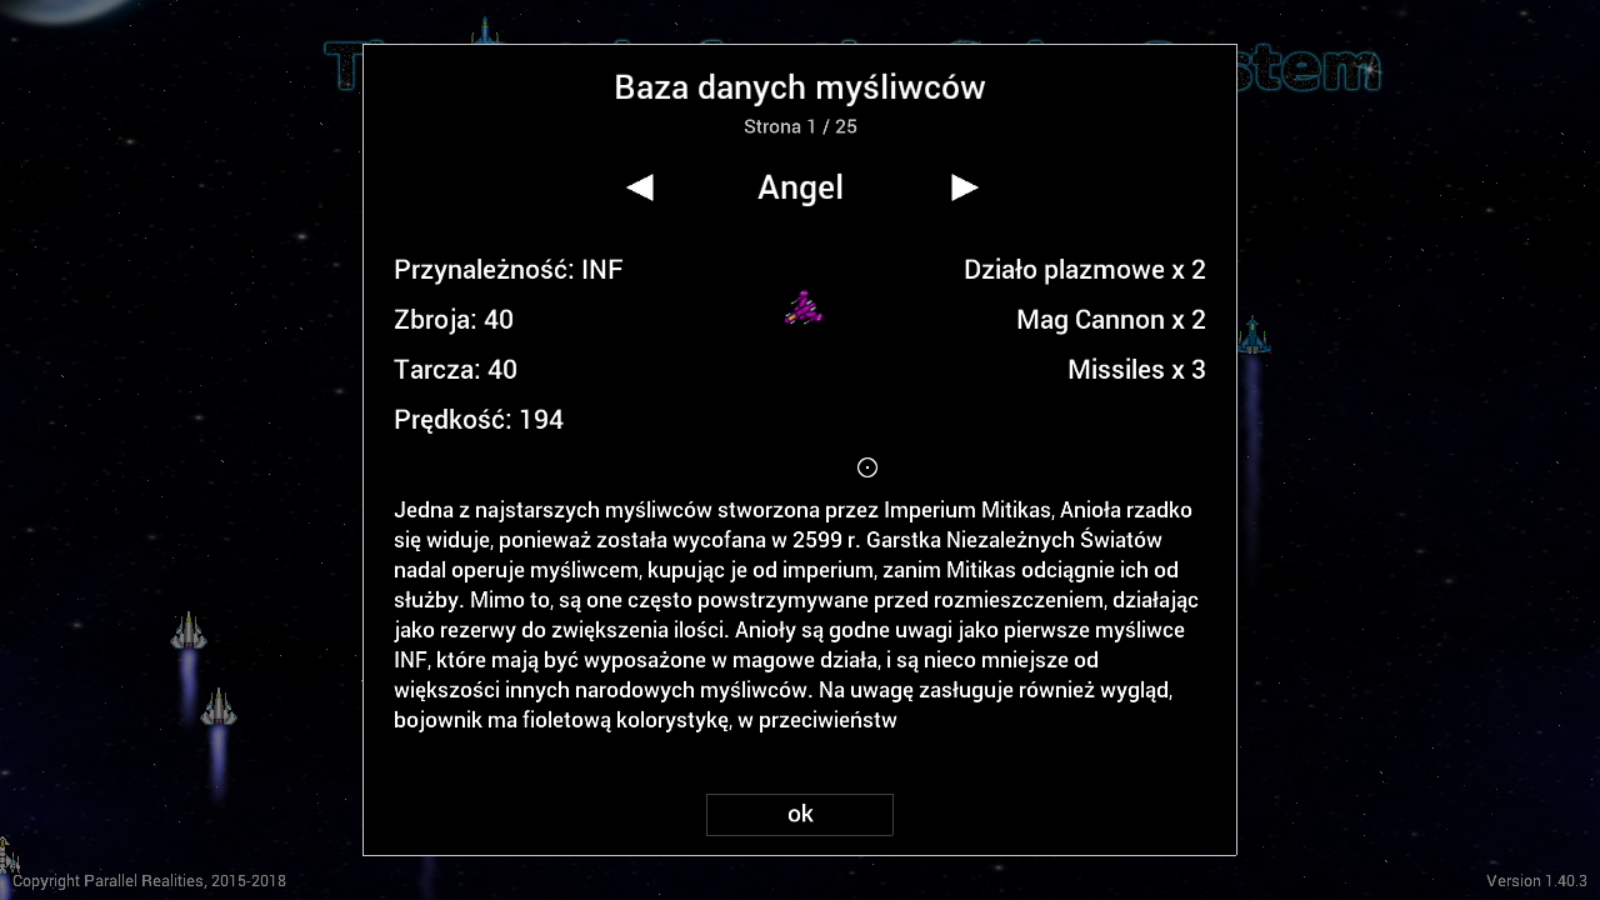 stem
Baza danych myśliwców
Strona 1 / 25
Angel
Przynależność: INF
Działo plazmowe x 2
Zbroja: 40
Mag Cannon x 2
Tarcza: 40
Missiles x 3
Prędkość: 194
Jedna z najstarszych myśliwców stworzona przez Imperium Mitikas, Anioła rzadko
się widuje, ponieważ została wycofana w 2599 r. Garstka Niezależnych Światów
nadal operuje myśliwcem, kupując je od imperium, zanim Mitikas odciągnie ich od
służby. Mimo to, są one często powstrzymywane przed rozmieszczeniem, działając
jako rezerwy do zwiększenia ilości. Anioły są godne uwagi jako pierwsze myśliwce
INF, które mają być wyposażone w magowe działa, i są nieco mniejsze od
większości innych narodowych myśliwców. Na uwagę zasługuje również wygląd,
bojownik ma fioletową kolorystykę, w przeciwieństw
ok
Copyright Parallel Realities, 2015-2018
Version 1.40.3